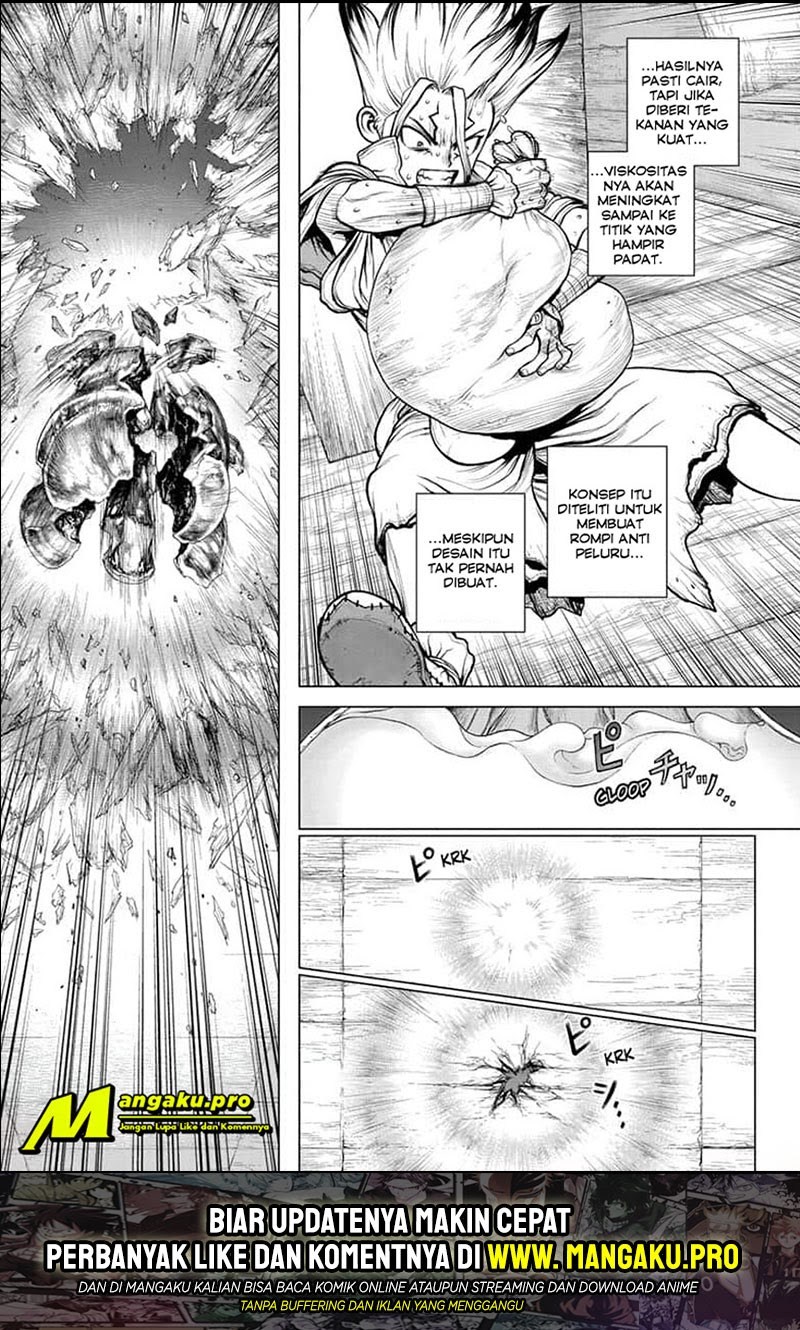 ...HASILNYA
PASTI CAIR,
TAPI JIKA
DIBERI TE-
KANAN YANG
KUAT...
...VISKOSITAS
NYA AKAN
MENINGKAT
SAMPAI KE
TITIK YANG
HAMPIR
PADAT.
KONSEP ITU
DITELITI UNTUK
MEMBUAT
ROMPI ANTI
PELURU...
...MESKIPUN
DESAIN ITU
TAK PERNAH
DIBUAT.
ピチャッ...
CLOOP
ピ
KRK
ピシ
KRK
Mangaku.pro
Jangan Lupa Like dan Komennya
BIAR UPDATENYA MAKIN CEPAT
PERBANYAK LIKE DAN KOMENTNYA DI WWW. MANGAKU.PRO
DAN DI MANGAKU KALIAN BISA BACA KOMIK ONLINE ATAUPUN STREAMING DAN DOWNLOAD ANIME
TANPA BUFFERING DAN IKLAN YANG MENGGANGU